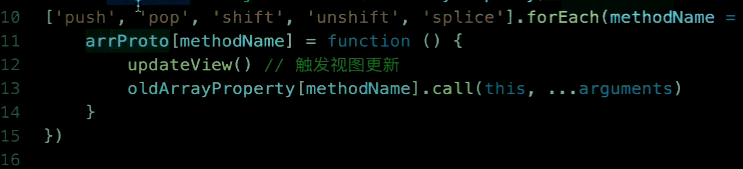 10 ['push', 'pop', 'shift', 'unshift', 'splice'].forEach(methodName =
11 arrProto[methodName] = function () {
12 updateView() // 触发视图更新
13 oldArrayProperty[methodName].call(this, ...arguments)
14 }
15 })
16